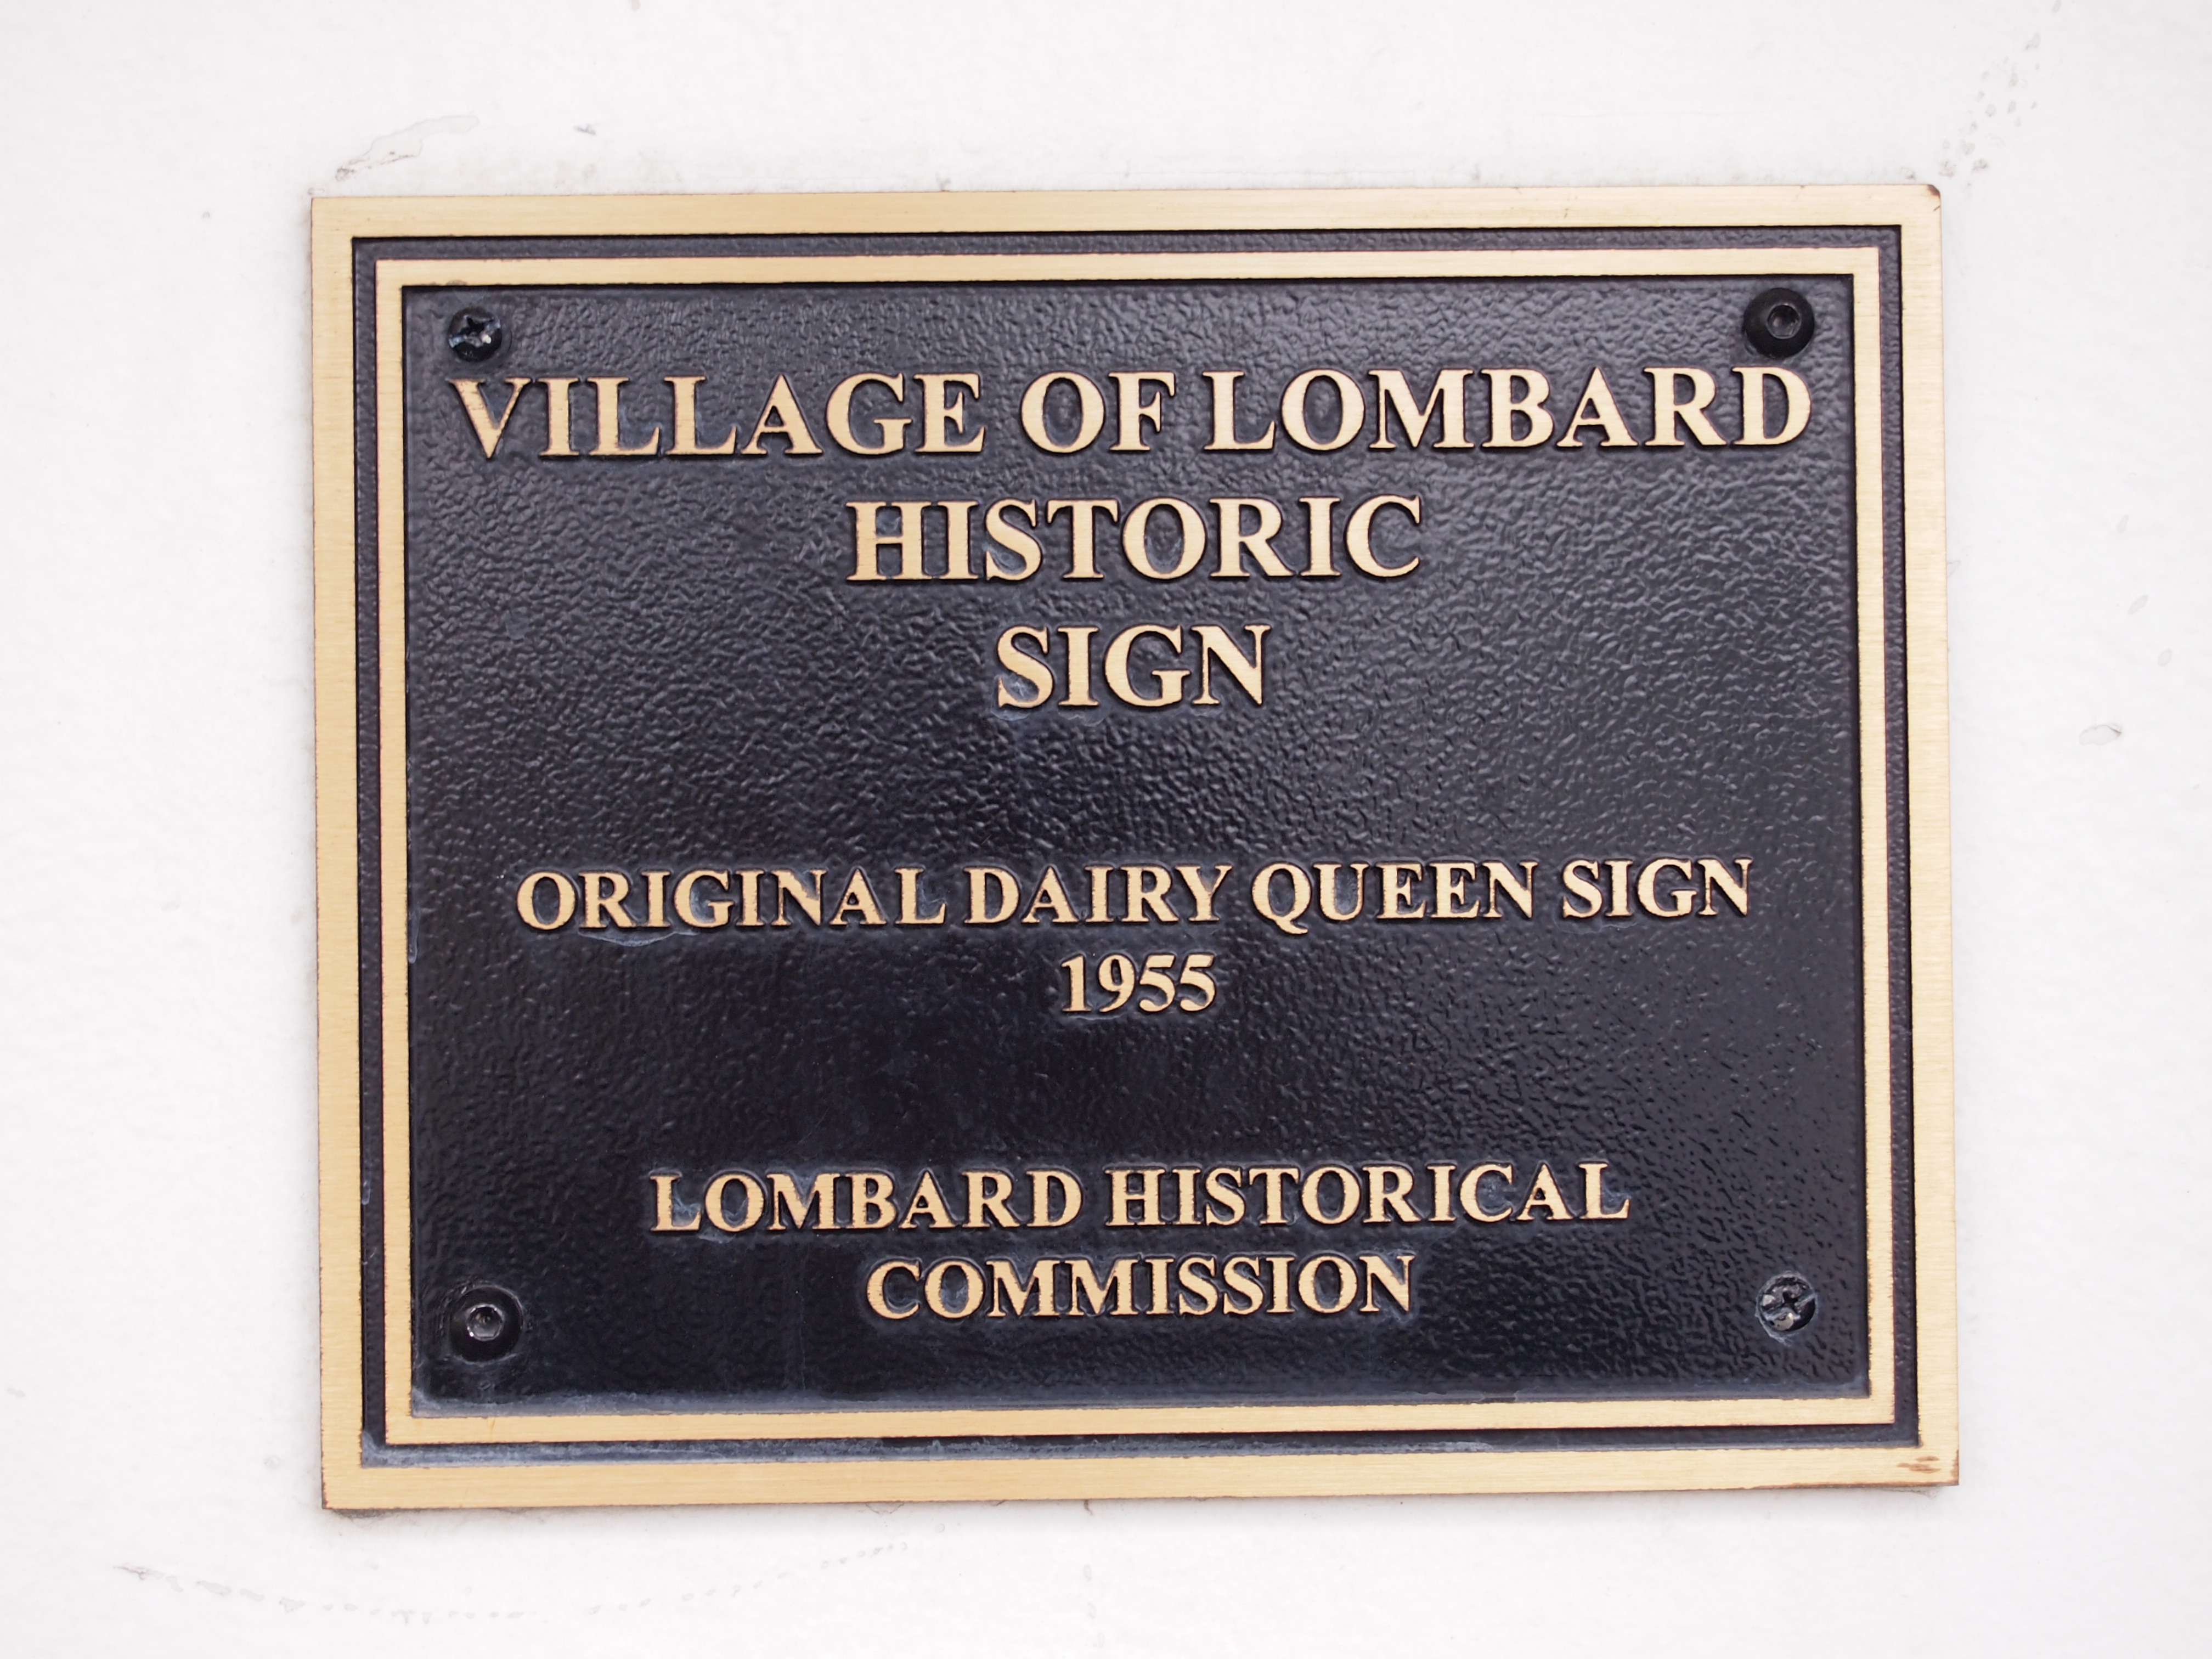 VILLAGE OF LOMBARD
HISTORIC
SIGN
ORIGINAL DAIRY QUEEN SIGN
1955
LOMBARD HISTORICAL
COMMISSION